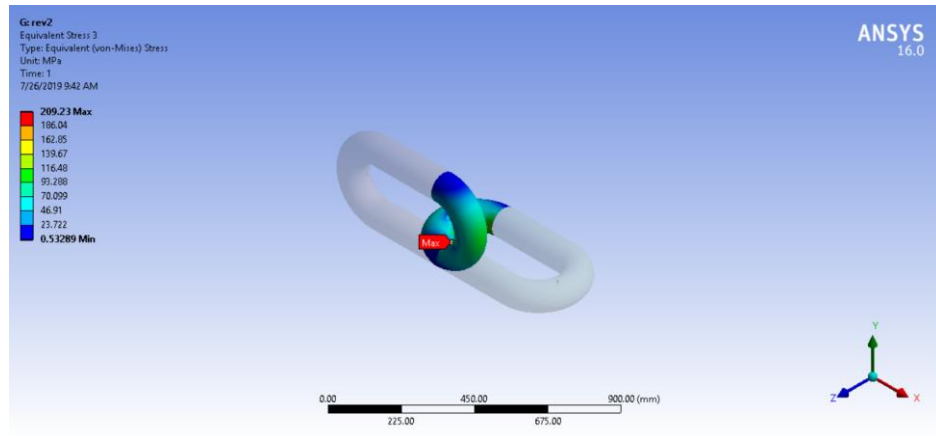 G: rev2
Equivalent Stress 3
Type: Equivalent (von-Mises) Stress
Unit: MPa
Time: 1
7/26/2019 9:42 AM
209.23 Max
186.04
162.85
139.67
116.48
93.288
70.099
46.91
23.722
0.53289 Min
ANSYS
16.0
Max
0.00
450.00
900.00 (mm)
225.00
675.00
Y
Z
X